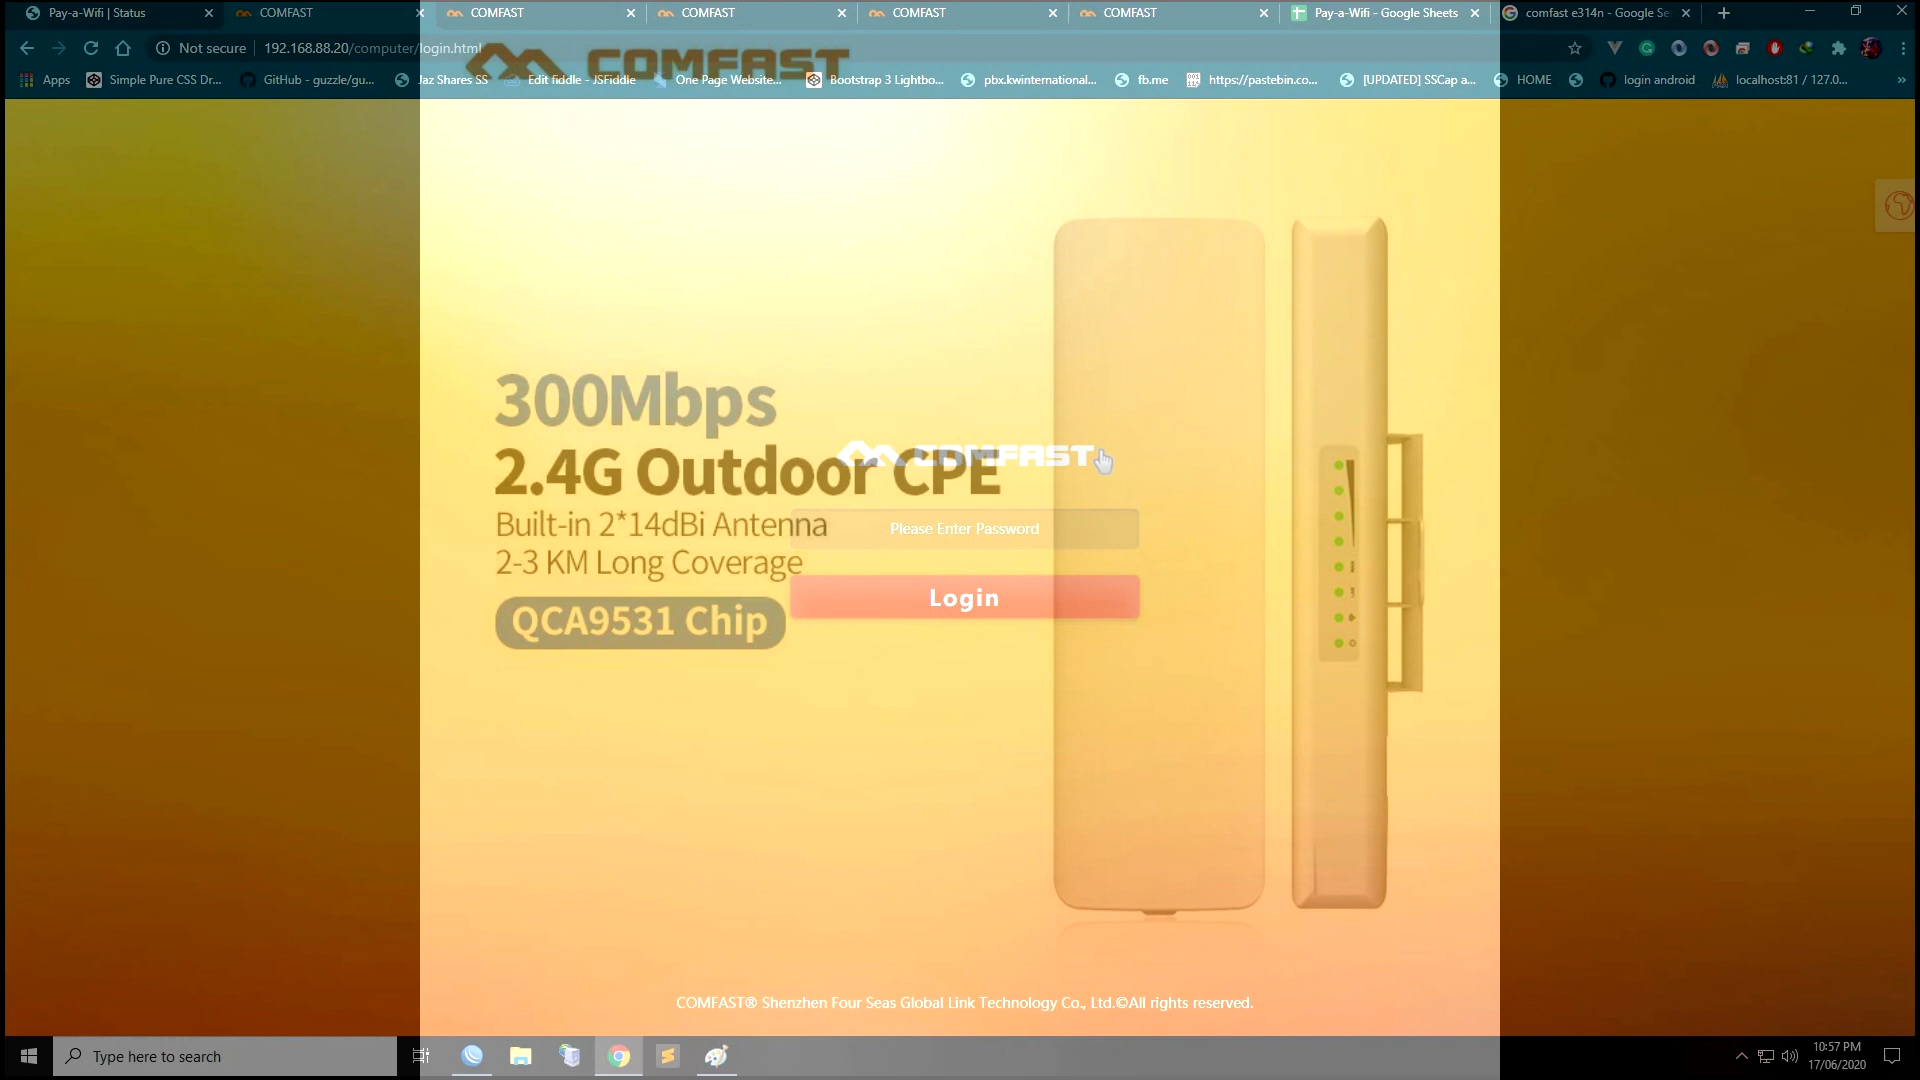 Pay-a-Wifi | Status
COMFAST
COMFAST
COMFAST
COMFAST
COMFAST
Pay-a-Wifi - Google Sheets
comfast e314n - Google Se
Not secure
192.168.88.20/computer/login.html
COMFAST
Apps
Simple Pure CSS Dr...
GitHub - guzzle/gu...
Jaz Shares SS
Edit fiddle - JSFiddle
One Page Website...
Bootstrap 3 Lightbo...
pbx.kwinternational...
fb.me
https://pastebin.co...
[UPDATED] SSCap a...
HOME
login android
localhost:81 / 127.0...
»
300Mbps
COMFAST
2.4G Outdoor CPE
Built-in 2*14dBi Antenna
Please Enter Password
2-3 KM Long Coverage
Login
QCA9531 Chip
COMFAST® Shenzhen Four Seas Global Link Technology Co., Ltd.©All rights reserved.
Type here to search
10:57 PM
17/06/2020